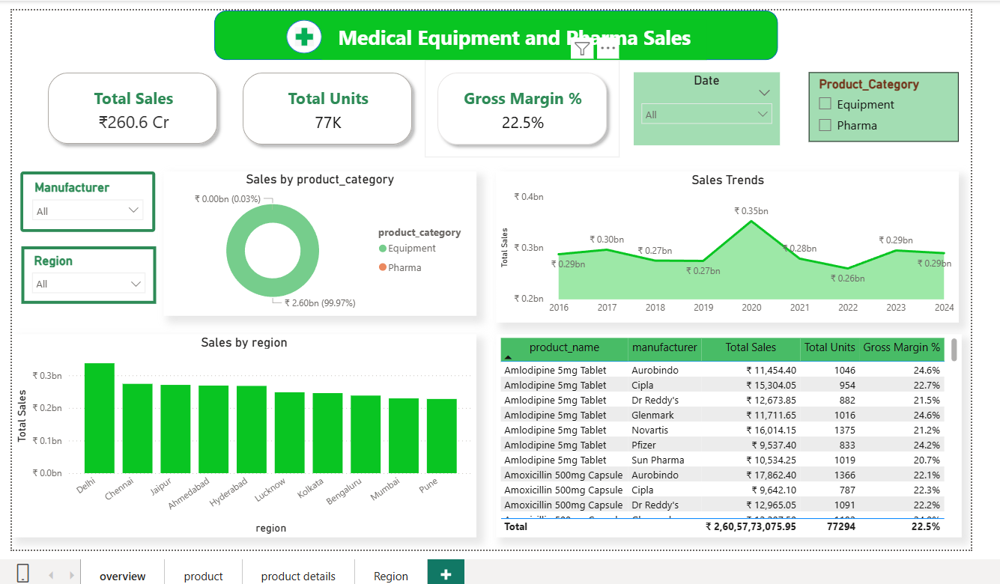 Medical Equipment and Pharma Sales
Total Sales
₹260.6 Cr
Total Units
77K
Gross Margin %
22.5%
Date
All
Product_Category
Equipment
Pharma
Manufacturer
All
Region
All
Sales by product_category
₹ 0.00bn (0.03%)
₹ 2.60bn (99.97%)
product_category
Equipment
Pharma
Sales Trends
Total Sales
₹ 0.4bn
₹ 0.3bn
₹ 0.2bn
₹ 0.29bn
₹ 0.30bn
₹ 0.27bn
₹ 0.27bn
₹ 0.35bn
₹ 0.28bn
₹ 0.26bn
₹ 0.29bn
₹ 0.29bn
2016 2017 2018 2019 2020 2021 2022 2023 2024
Sales by region
Total Sales
₹ 0.3bn
₹ 0.2bn
₹ 0.1bn
₹ 0.0bn
Delhi Chennai Jaipur Ahmedabad Hyderabad Lucknow Kolkata Bengaluru Mumbai Pune
region
product_name manufacturer Total Sales Total Units Gross Margin %
Amlodipine 5mg Tablet Aurobindo ₹ 11,454.40 1046 24.6%
Amlodipine 5mg Tablet Cipla ₹ 15,304.05 954 22.7%
Amlodipine 5mg Tablet Dr Reddy's ₹ 12,673.85 882 21.5%
Amlodipine 5mg Tablet Glenmark ₹ 11,711.65 1016 24.6%
Amlodipine 5mg Tablet Novartis ₹ 16,014.15 1375 21.2%
Amlodipine 5mg Tablet Pfizer ₹ 9,537.40 833 24.2%
Amlodipine 5mg Tablet Sun Pharma ₹ 10,534.25 1019 20.7%
Amoxicillin 500mg Capsule Aurobindo ₹ 17,862.40 1366 22.1%
Amoxicillin 500mg Capsule Cipla ₹ 9,642.10 787 22.3%
Amoxicillin 500mg Capsule Dr Reddy's ₹ 12,965.05 1091 22.2%
Total ₹ 2,60,57,73,075.95 77294 22.5%
overview product product details Region